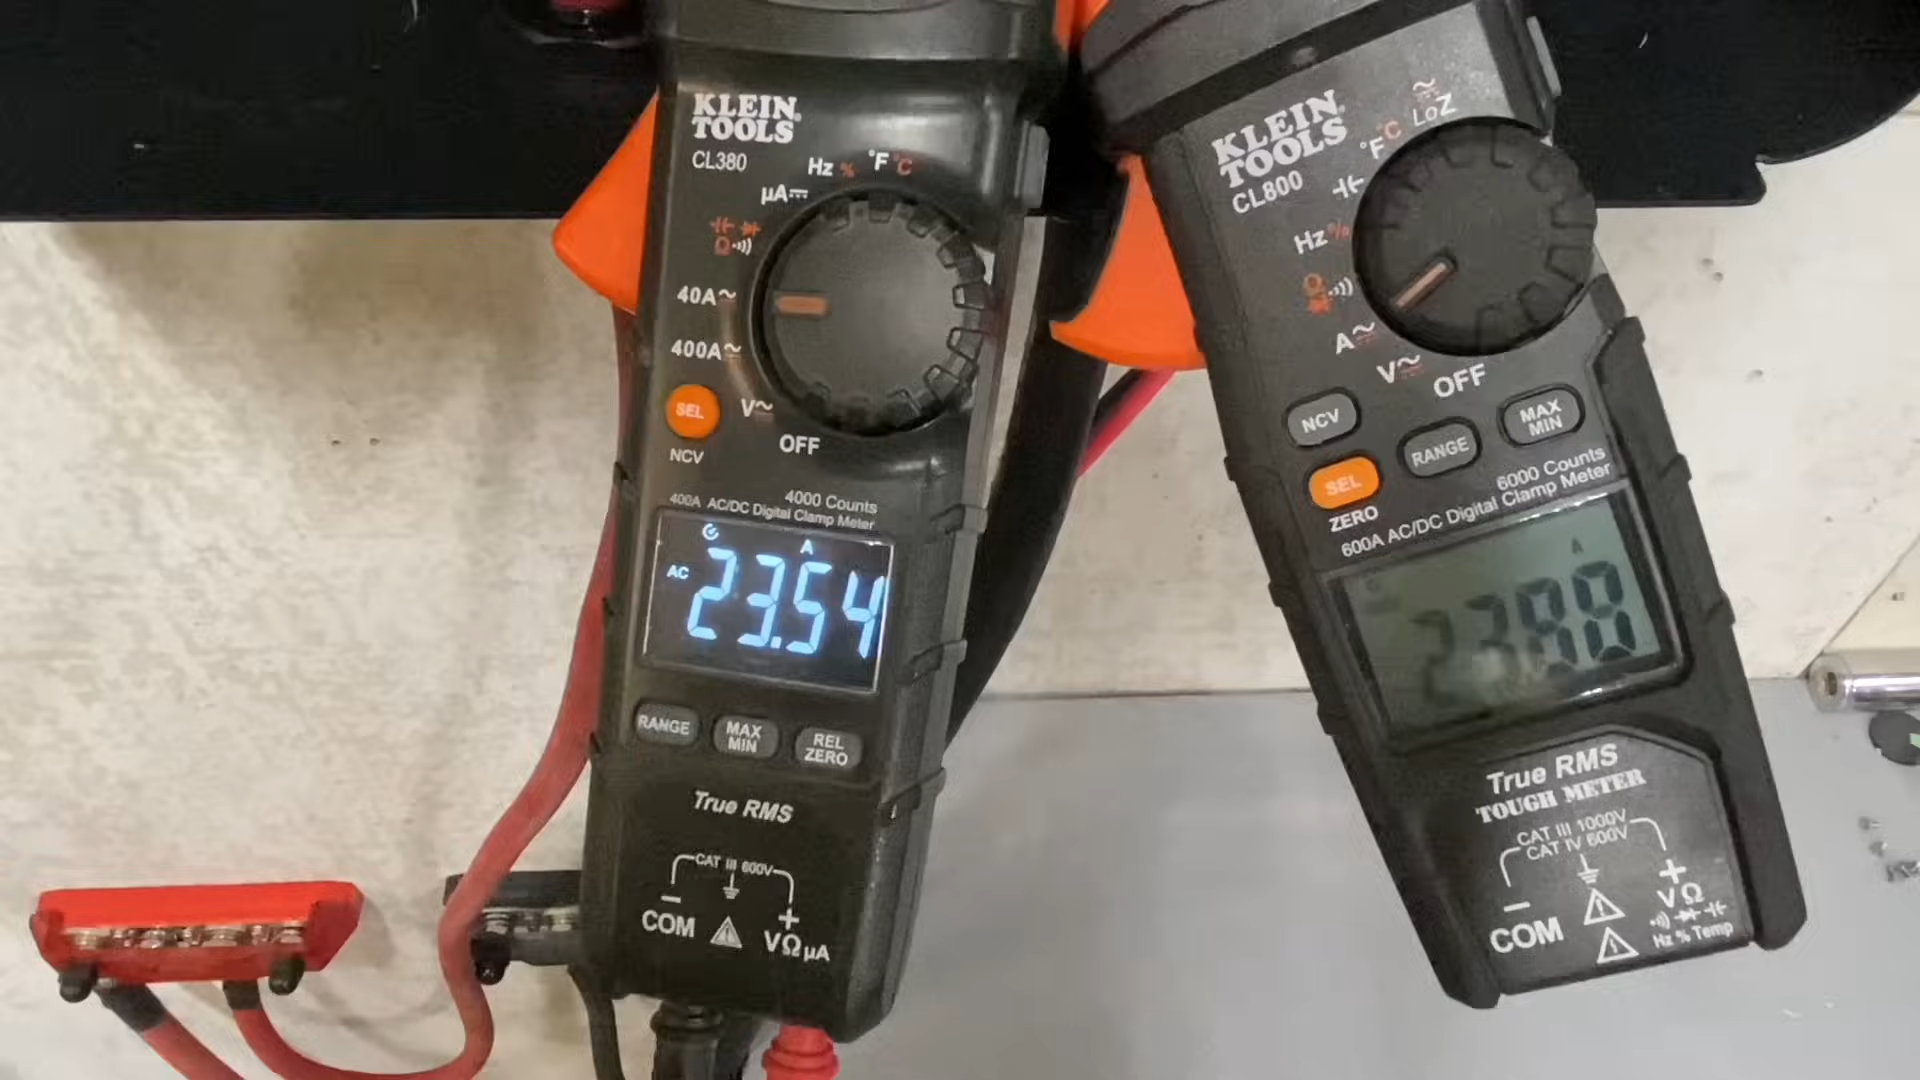 KLEIN
TOOLS
CL380
Hz % °F °C
µA
Ω
40A
400A
SEL
V
OFF
NCV
4000 Counts
400A AC/DC Digital Clamp Meter
A
AC
23.54
RANGE
MAX
MIN
REL
ZERO
True RMS
CAT III 600V
COM
+
VΩµA
KLEIN
TOOLS
CL800
LoZ
°F °C
Hz %
Ω
A
V
OFF
NCV
RANGE
MAX
MIN
SEL
ZERO
6000 Counts
600A AC/DC Digital Clamp Meter
A
True RMS
TOUGH METER
CAT III 1000V
CAT IV 600V
COM
+
VΩ
Hz % Temp